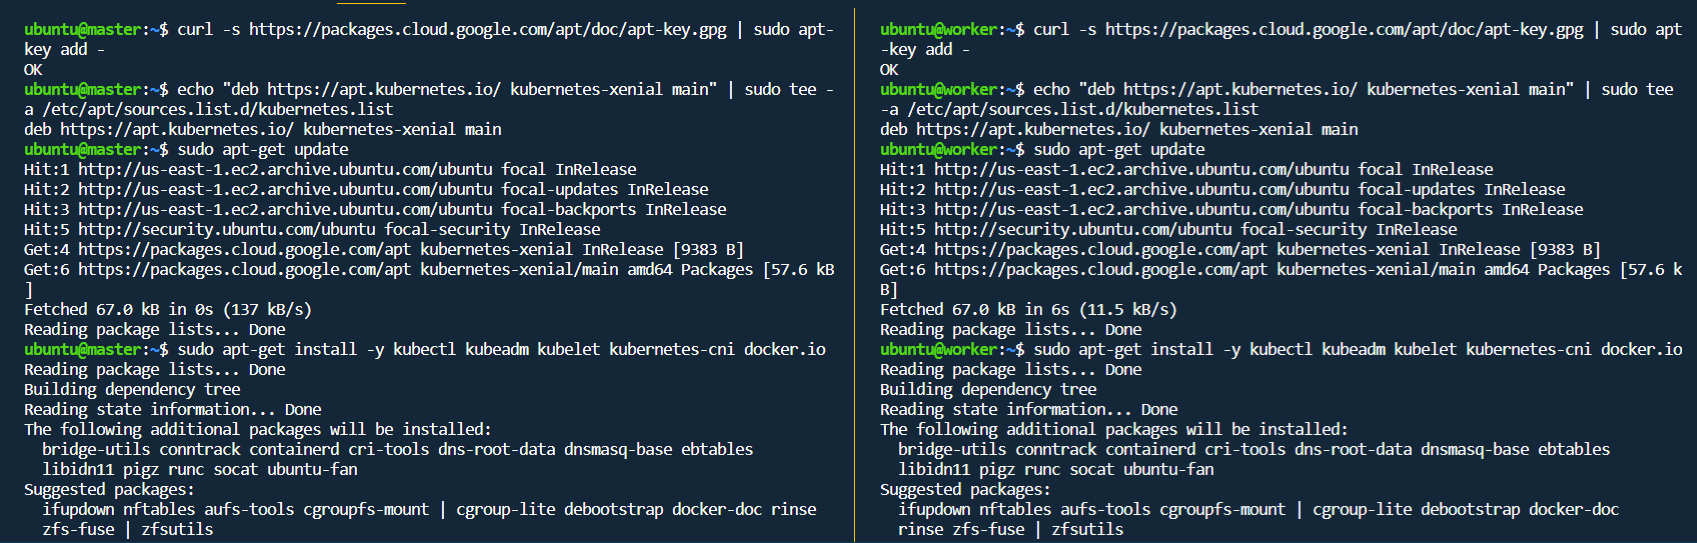 ubuntu@master:~$ curl -s https://packages.cloud.google.com/apt/doc/apt-key.gpg | sudo apt-
key add -
OK
ubuntu@master:~$ echo "deb https://apt.kubernetes.io/ kubernetes-xenial main" | sudo tee -
a /etc/apt/sources.list.d/kubernetes.list
deb https://apt.kubernetes.io/ kubernetes-xenial main
ubuntu@master:~$ sudo apt-get update
Hit:1 http://us-east-1.ec2.archive.ubuntu.com/ubuntu focal InRelease
Hit:2 http://us-east-1.ec2.archive.ubuntu.com/ubuntu focal-updates InRelease
Hit:3 http://us-east-1.ec2.archive.ubuntu.com/ubuntu focal-backports InRelease
Hit:5 http://security.ubuntu.com/ubuntu focal-security InRelease
Get:4 https://packages.cloud.google.com/apt kubernetes-xenial InRelease [9383 B]
Get:6 https://packages.cloud.google.com/apt kubernetes-xenial/main amd64 Packages [57.6 kB
]
Fetched 67.0 kB in 0s (137 kB/s)
Reading package lists... Done
ubuntu@master:~$ sudo apt-get install -y kubectl kubeadm kubelet kubernetes-cni docker.io
Reading package lists... Done
Building dependency tree
Reading state information... Done
The following additional packages will be installed:
  bridge-utils conntrack containerd cri-tools dns-root-data dnsmasq-base ebtables
  libidn11 pigz runc socat ubuntu-fan
Suggested packages:
  ifupdown nftables aufs-tools cgroupfs-mount | cgroup-lite debootstrap docker-doc rinse
  zfs-fuse | zfsutils
ubuntu@worker:~$ curl -s https://packages.cloud.google.com/apt/doc/apt-key.gpg | sudo apt
-key add -
OK
ubuntu@worker:~$ echo "deb https://apt.kubernetes.io/ kubernetes-xenial main" | sudo tee
-a /etc/apt/sources.list.d/kubernetes.list
deb https://apt.kubernetes.io/ kubernetes-xenial main
ubuntu@worker:~$ sudo apt-get update
Hit:1 http://us-east-1.ec2.archive.ubuntu.com/ubuntu focal InRelease
Hit:2 http://us-east-1.ec2.archive.ubuntu.com/ubuntu focal-updates InRelease
Hit:3 http://us-east-1.ec2.archive.ubuntu.com/ubuntu focal-backports InRelease
Hit:5 http://security.ubuntu.com/ubuntu focal-security InRelease
Get:4 https://packages.cloud.google.com/apt kubernetes-xenial InRelease [9383 B]
Get:6 https://packages.cloud.google.com/apt kubernetes-xenial/main amd64 Packages [57.6 k
B]
Fetched 67.0 kB in 6s (11.5 kB/s)
Reading package lists... Done
ubuntu@worker:~$ sudo apt-get install -y kubectl kubeadm kubelet kubernetes-cni docker.io
Reading package lists... Done
Building dependency tree
Reading state information... Done
The following additional packages will be installed:
  bridge-utils conntrack containerd cri-tools dns-root-data dnsmasq-base ebtables
  libidn11 pigz runc socat ubuntu-fan
Suggested packages:
  ifupdown nftables aufs-tools cgroupfs-mount | cgroup-lite debootstrap docker-doc
  rinse zfs-fuse | zfsutils